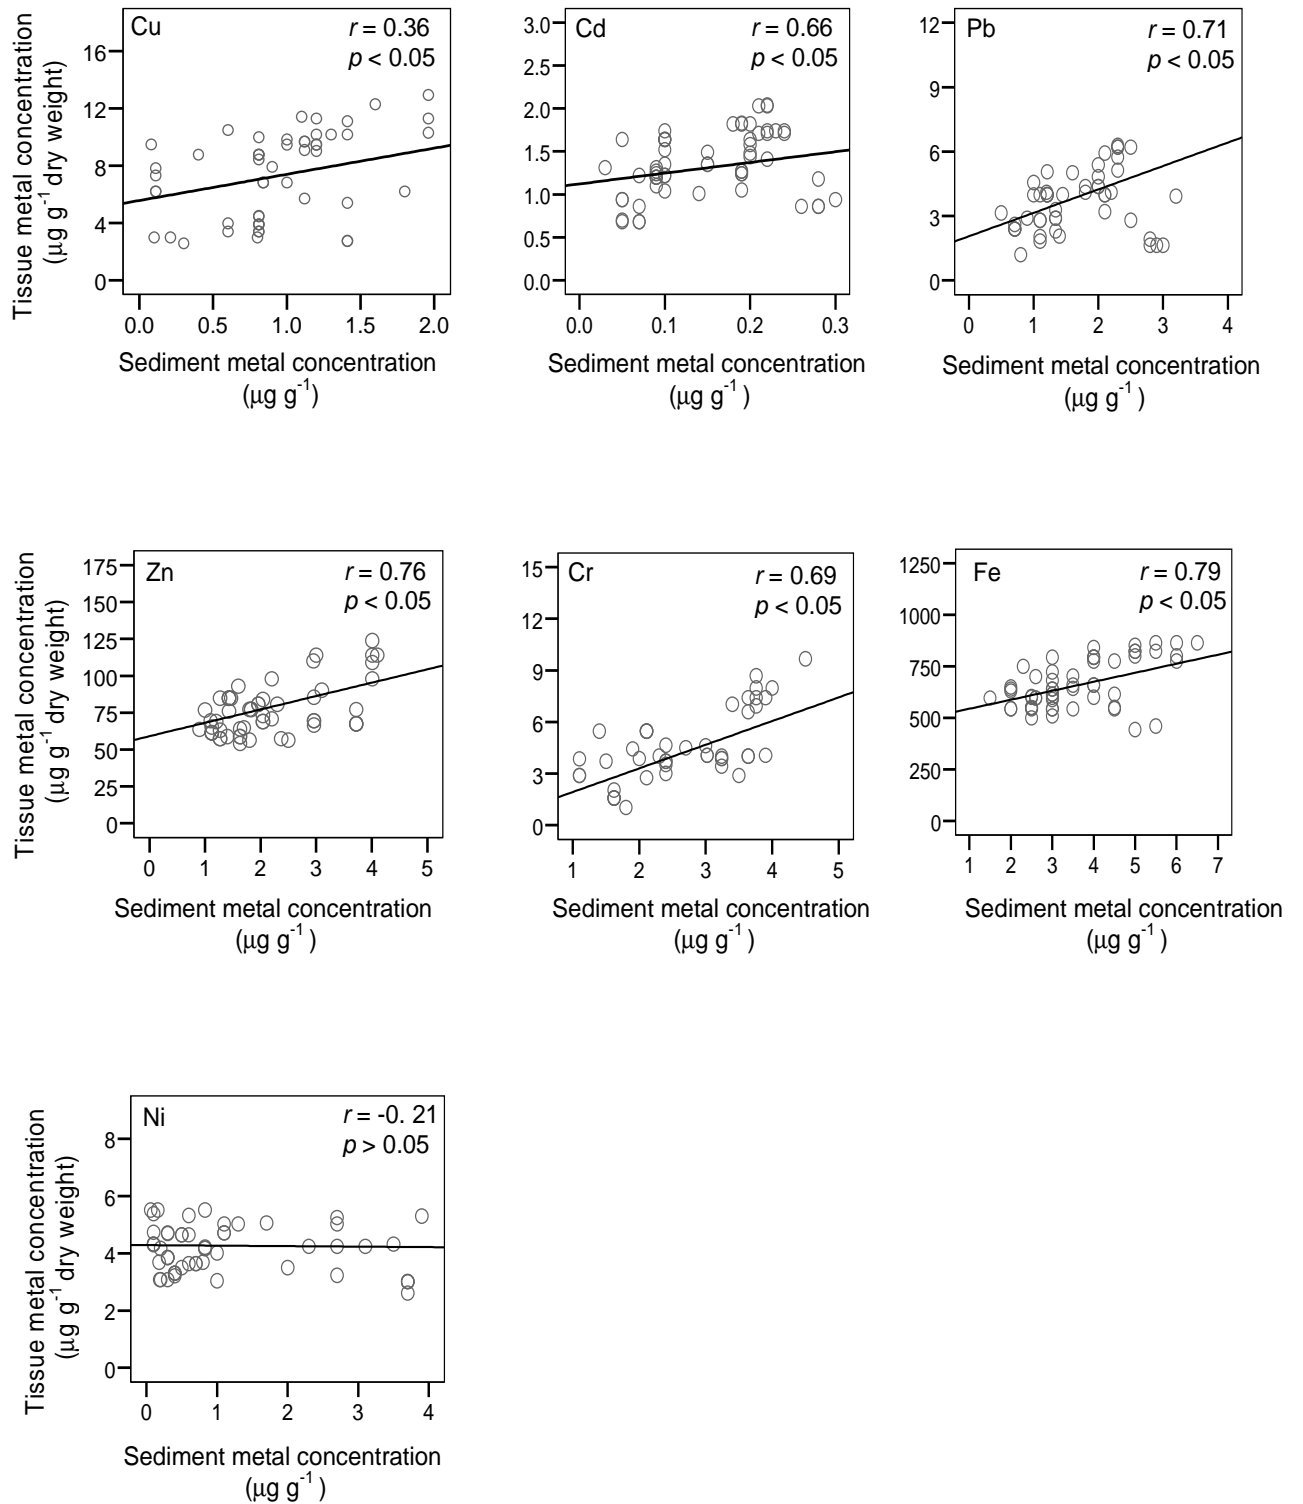 Cu
r = 0.36
p < 0.05
16
12
8
4
0
0.0 0.5 1.0 1.5 2.0
Tissue metal concentration
(µg g-1 dry weight)
Sediment metal concentration
(µg g-1)
Cd
r = 0.66
p < 0.05
3.0
2.5
2.0
1.5
1.0
0.5
0.0
0.0 0.1 0.2 0.3
Sediment metal concentration
(µg g-1 )
Pb
r = 0.71
p < 0.05
12
9
6
3
0
0 1 2 3 4
Sediment metal concentration
(µg g-1 )
Zn
r = 0.76
p < 0.05
175
150
125
100
75
50
25
0
0 1 2 3 4 5
Tissue metal concentration
(µg g-1 dry weight)
Sediment metal concentration
(µg g-1 )
Cr
r = 0.69
p < 0.05
15
12
9
6
3
0
1 2 3 4 5
Sediment metal concentration
(µg g-1 )
Fe
r = 0.79
p < 0.05
1250
1000
750
500
250
0
1 2 3 4 5 6 7
Sediment metal concentration
(µg g-1 )
Ni
r = -0. 21
p > 0.05
8
6
4
2
0
0 1 2 3 4
Tissue metal concentration
(µg g-1 dry weight)
Sediment metal concentration
(µg g-1 )